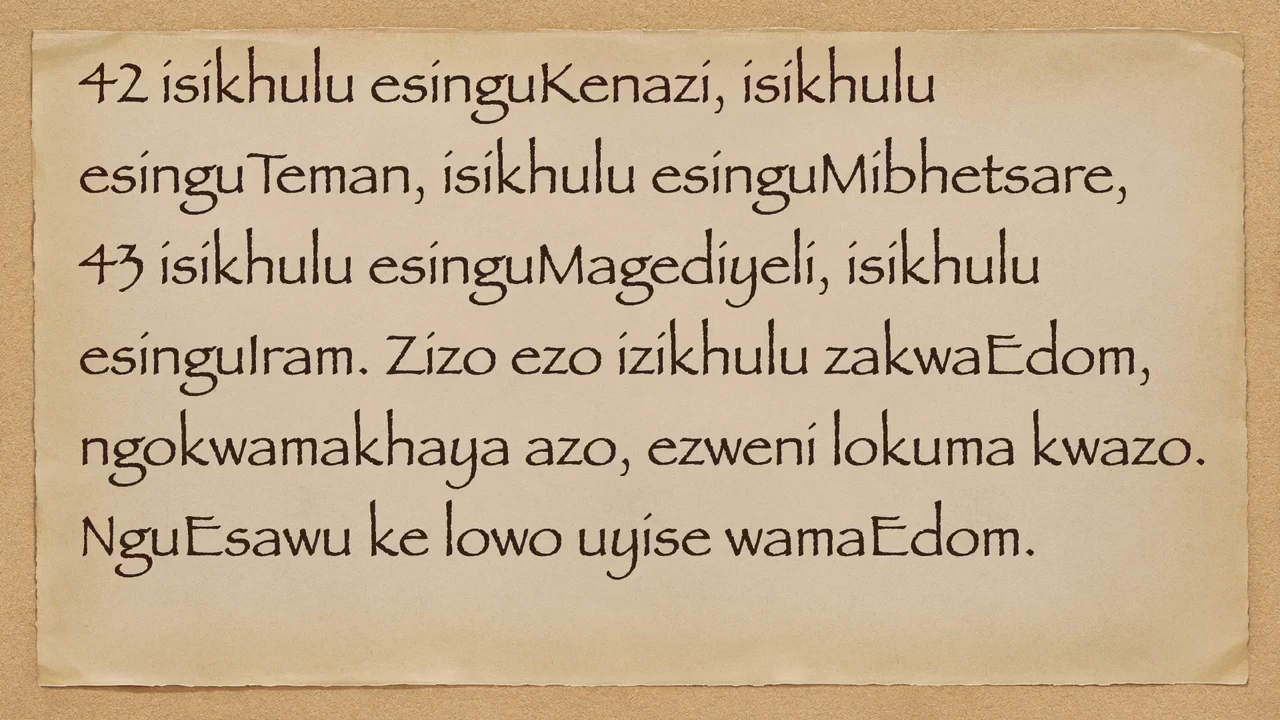 42 isikhulu esinguKenazi, isikhulu
esinguTeman, isikhulu esinguMibhetsare,
43 isikhulu esinguMagediyeli, isikhulu
esinguIram. Zizo ezo izikhulu zakwaEdom,
ngokwamakhaya azo, ezweni lokuma kwazo.
NguEsawu ke lowo uyise wamaEdom.